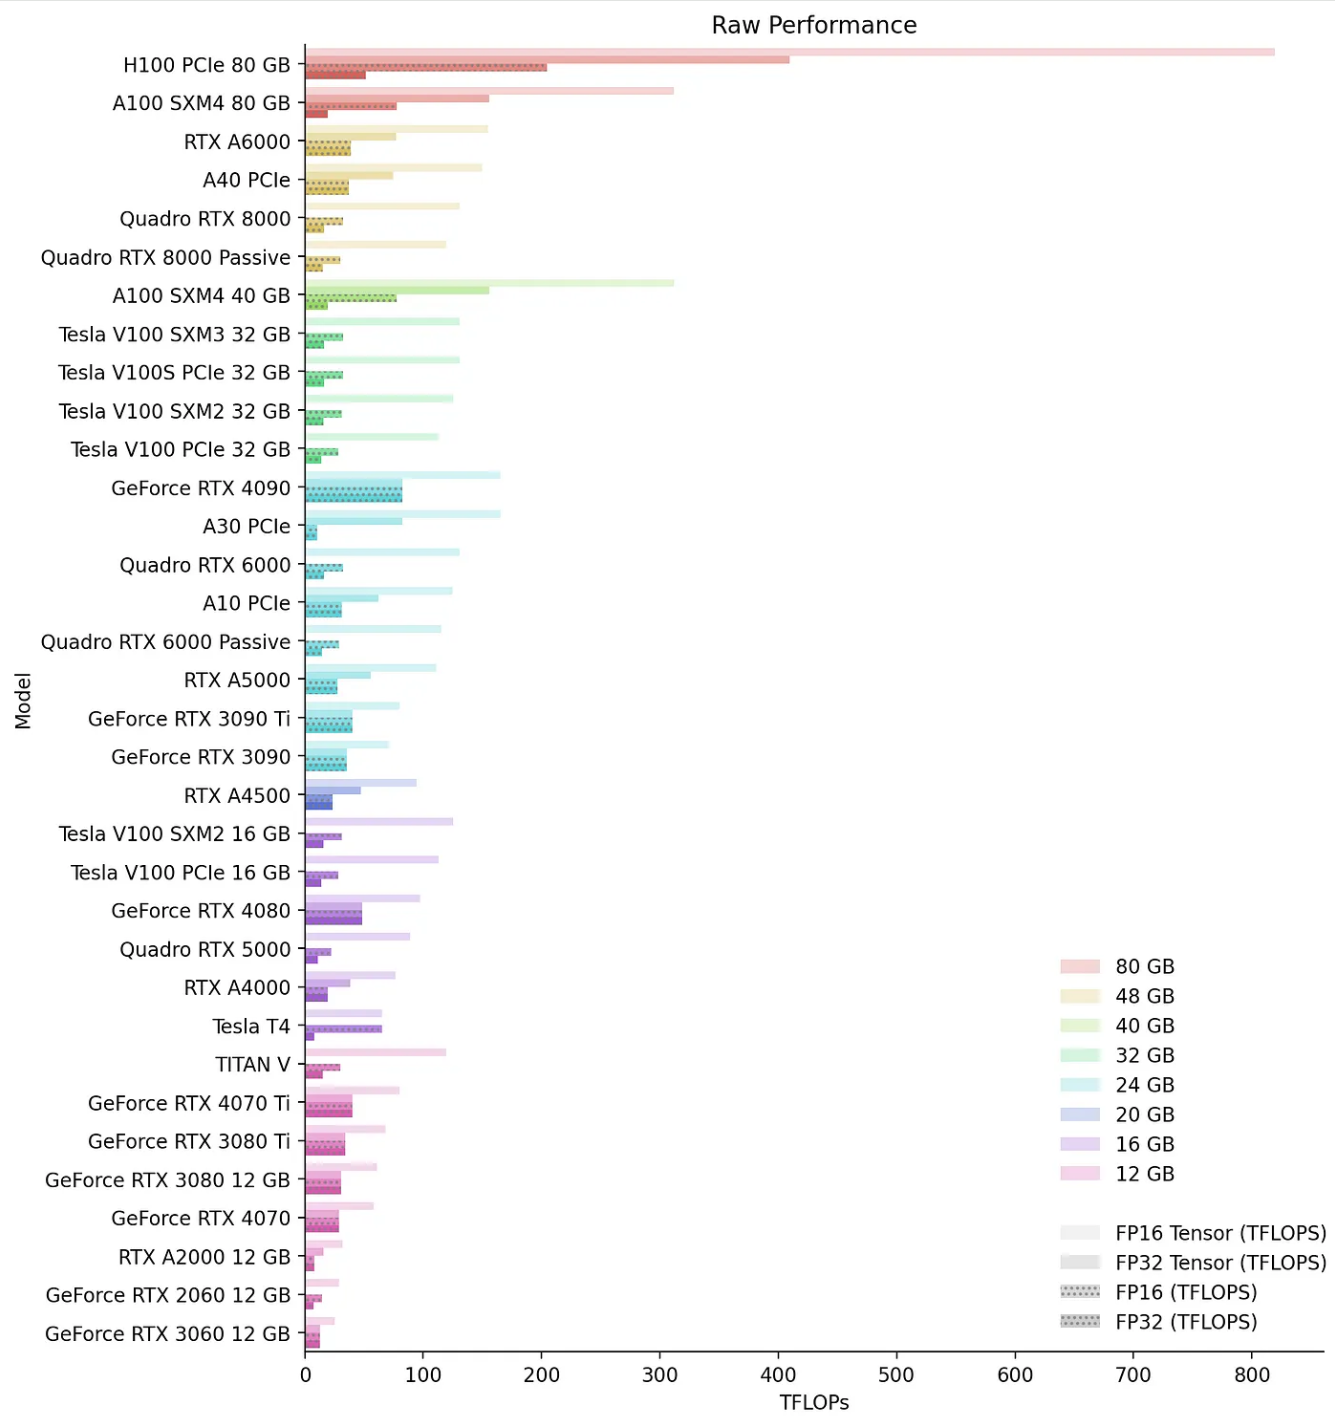 Raw Performance
H100 PCIe 80 GB
A100 SXM4 80 GB
RTX A6000
A40 PCIe
Quadro RTX 8000
Quadro RTX 8000 Passive
A100 SXM4 40 GB
Tesla V100 SXM3 32 GB
Tesla V100S PCIe 32 GB
Tesla V100 SXM2 32 GB
Tesla V100 PCIe 32 GB
GeForce RTX 4090
A30 PCIe
Quadro RTX 6000
A10 PCIe
Quadro RTX 6000 Passive
RTX A5000
GeForce RTX 3090 Ti
GeForce RTX 3090
RTX A4500
Tesla V100 SXM2 16 GB
Tesla V100 PCIe 16 GB
GeForce RTX 4080
Quadro RTX 5000
RTX A4000
Tesla T4
TITAN V
GeForce RTX 4070 Ti
GeForce RTX 3080 Ti
GeForce RTX 3080 12 GB
GeForce RTX 4070
RTX A2000 12 GB
GeForce RTX 2060 12 GB
GeForce RTX 3060 12 GB
Model
80 GB
48 GB
40 GB
32 GB
24 GB
20 GB
16 GB
12 GB
FP16 Tensor (TFLOPS)
FP32 Tensor (TFLOPS)
FP16 (TFLOPS)
FP32 (TFLOPS)
0 100 200 300 400 500 600 700 800
TFLOPs